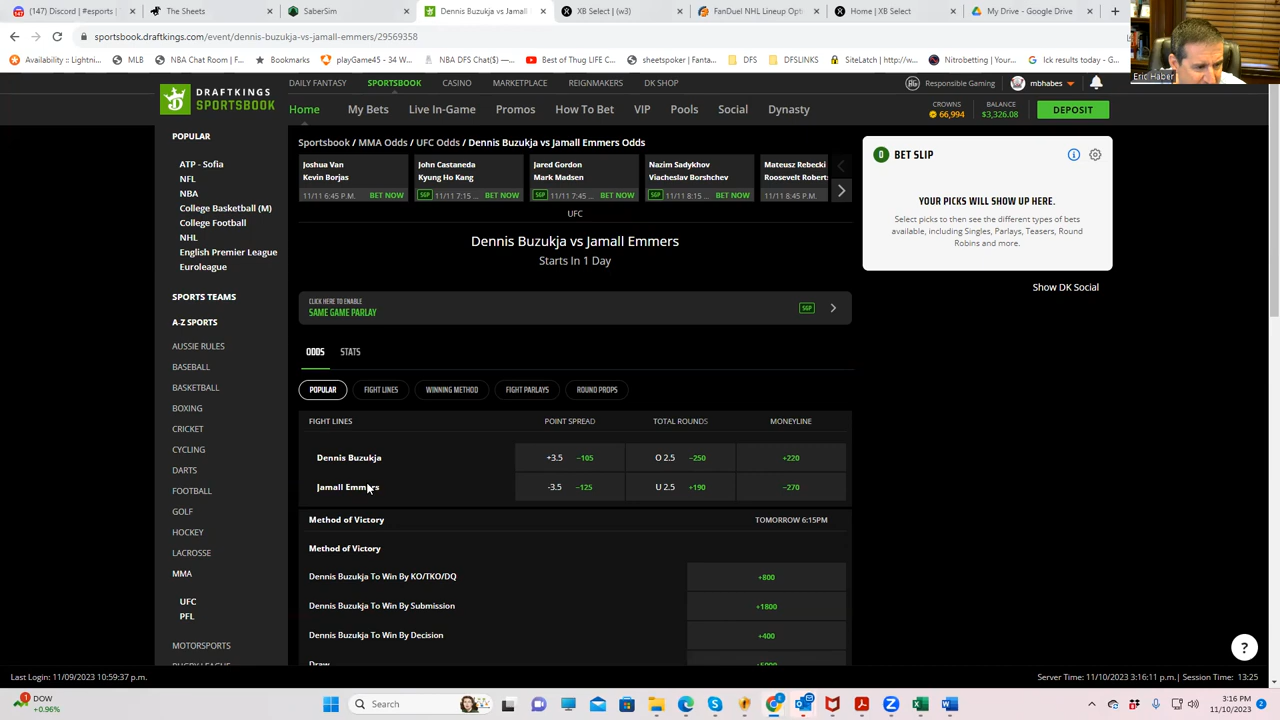 (147) Discord | #esports
The Sheets
SaberSim
Dennis Buzukja vs Jamall
XB Select | (w3)
FanDuel NHL Lineup Opti
Home | XB Select
My Drive - Google Drive
sportsbook.draftkings.com/event/dennis-buzukja-vs-jamall-emmers/29569358
Eric Haber
Availability :: Lightni...
MLB
NBA Chat Room | F...
Bookmarks
playGame45 - 34 W...
NBA DFS Chat($) -...
Best of Thug LIFE C...
sheetspoker | Twitt...
DFS
DFSLINKS
SiteLatch | http://w...
Nitrobetting | Your...
lck results today - G...
DRAFTKINGS
SPORTSBOOK
DAILY FANTASY SPORTSBOOK CASINO MARKETPLACE REIGNMAKERS DK SHOP
Responsible Gaming
mbhabes
Home My Bets Live In-Game Promos How To Bet VIP Pools Social Dynasty
CROWNS
66,994
BALANCE
$3,326.08
DEPOSIT
POPULAR
ATP - Sofia
NFL
NBA
College Basketball (M)
College Football
NHL
English Premier League
Euroleague
SPORTS TEAMS
A-Z SPORTS
AUSSIE RULES
BASEBALL
BASKETBALL
BOXING
CRICKET
CYCLING
DARTS
FOOTBALL
GOLF
HOCKEY
LACROSSE
MMA
UFC
PFL
MOTORSPORTS
Sportsbook / MMA Odds / UFC Odds / Dennis Buzukja vs Jamall Emmers Odds
Joshua Van
Kevin Borjas
11/11 6:45 P.M. BET NOW
John Castaneda
Kyung Ho Kang
SGP 11/11 7:15 ... BET NOW
Jared Gordon
Mark Madsen
SGP 11/11 7:45 ... BET NOW
Nazim Sadykhov
Viacheslav Borshchev
SGP 11/11 8:15 ... BET NOW
Mateusz Rebecki
Roosevelt Roberts
11/11 8:45 P.M.
UFC
Dennis Buzukja vs Jamall Emmers
Starts In 1 Day
CLICK HERE TO ENABLE
SAME GAME PARLAY
SGP
ODDS STATS
POPULAR FIGHT LINES WINNING METHOD FIGHT PARLAYS ROUND PROPS
FIGHT LINES POINT SPREAD TOTAL ROUNDS MONEYLINE
Dennis Buzukja +3.5 −105 O 2.5 −250 +220
Jamall Emmers -3.5 −125 U 2.5 +190 −270
Method of Victory TOMORROW 6:15PM
Method of Victory
Dennis Buzukja To Win By KO/TKO/DQ +800
Dennis Buzukja To Win By Submission +1800
Dennis Buzukja To Win By Decision +400
Draw
0 BET SLIP
YOUR PICKS WILL SHOW UP HERE.
Select picks to then see the different types of bets
available, including Singles, Parlays, Teasers, Round
Robins and more.
Show DK Social
?
Last Login: 11/09/2023 10:59:37 p.m.
Server Time: 11/10/2023 3:16:11 p.m. | Session Time: 13:25
1
DOW
+0.96%
Search
3:16 PM
11/10/2023